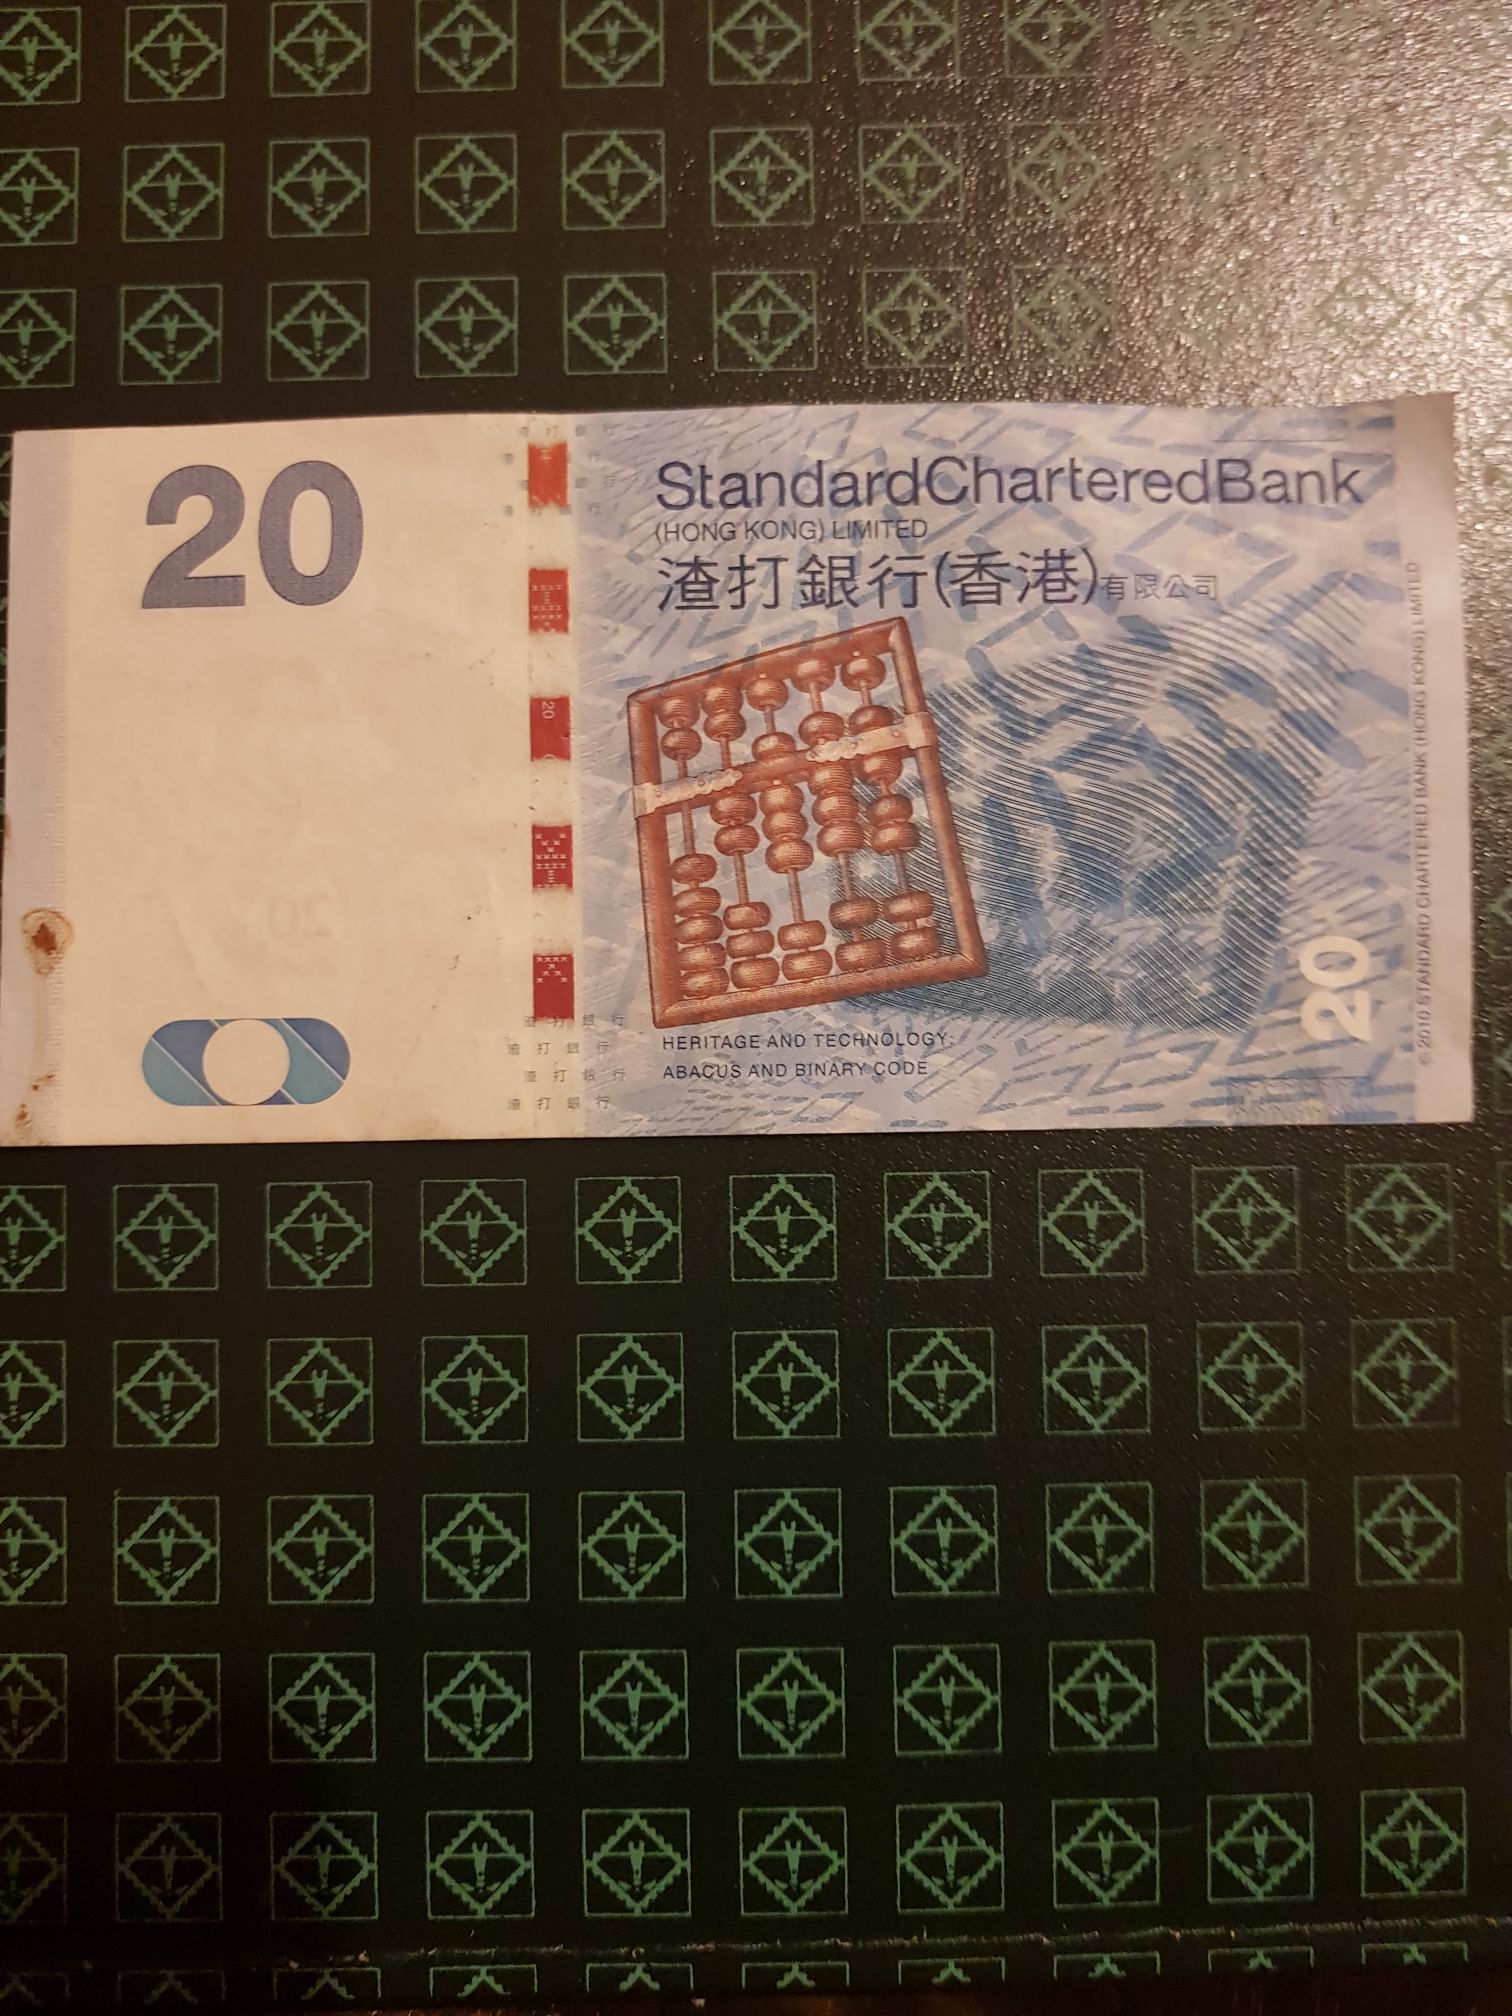 20
StandardCharteredBank
(HONG KONG) LIMITED
渣打銀行(香港)有限公司
20
HERITAGE AND TECHNOLOGY:
ABACUS AND BINARY CODE
渣打銀行
渣打銀行
渣打銀行
渣打銀行
20
© 2010 STANDARD CHARTERED BANK (HONG KONG) LIMITED